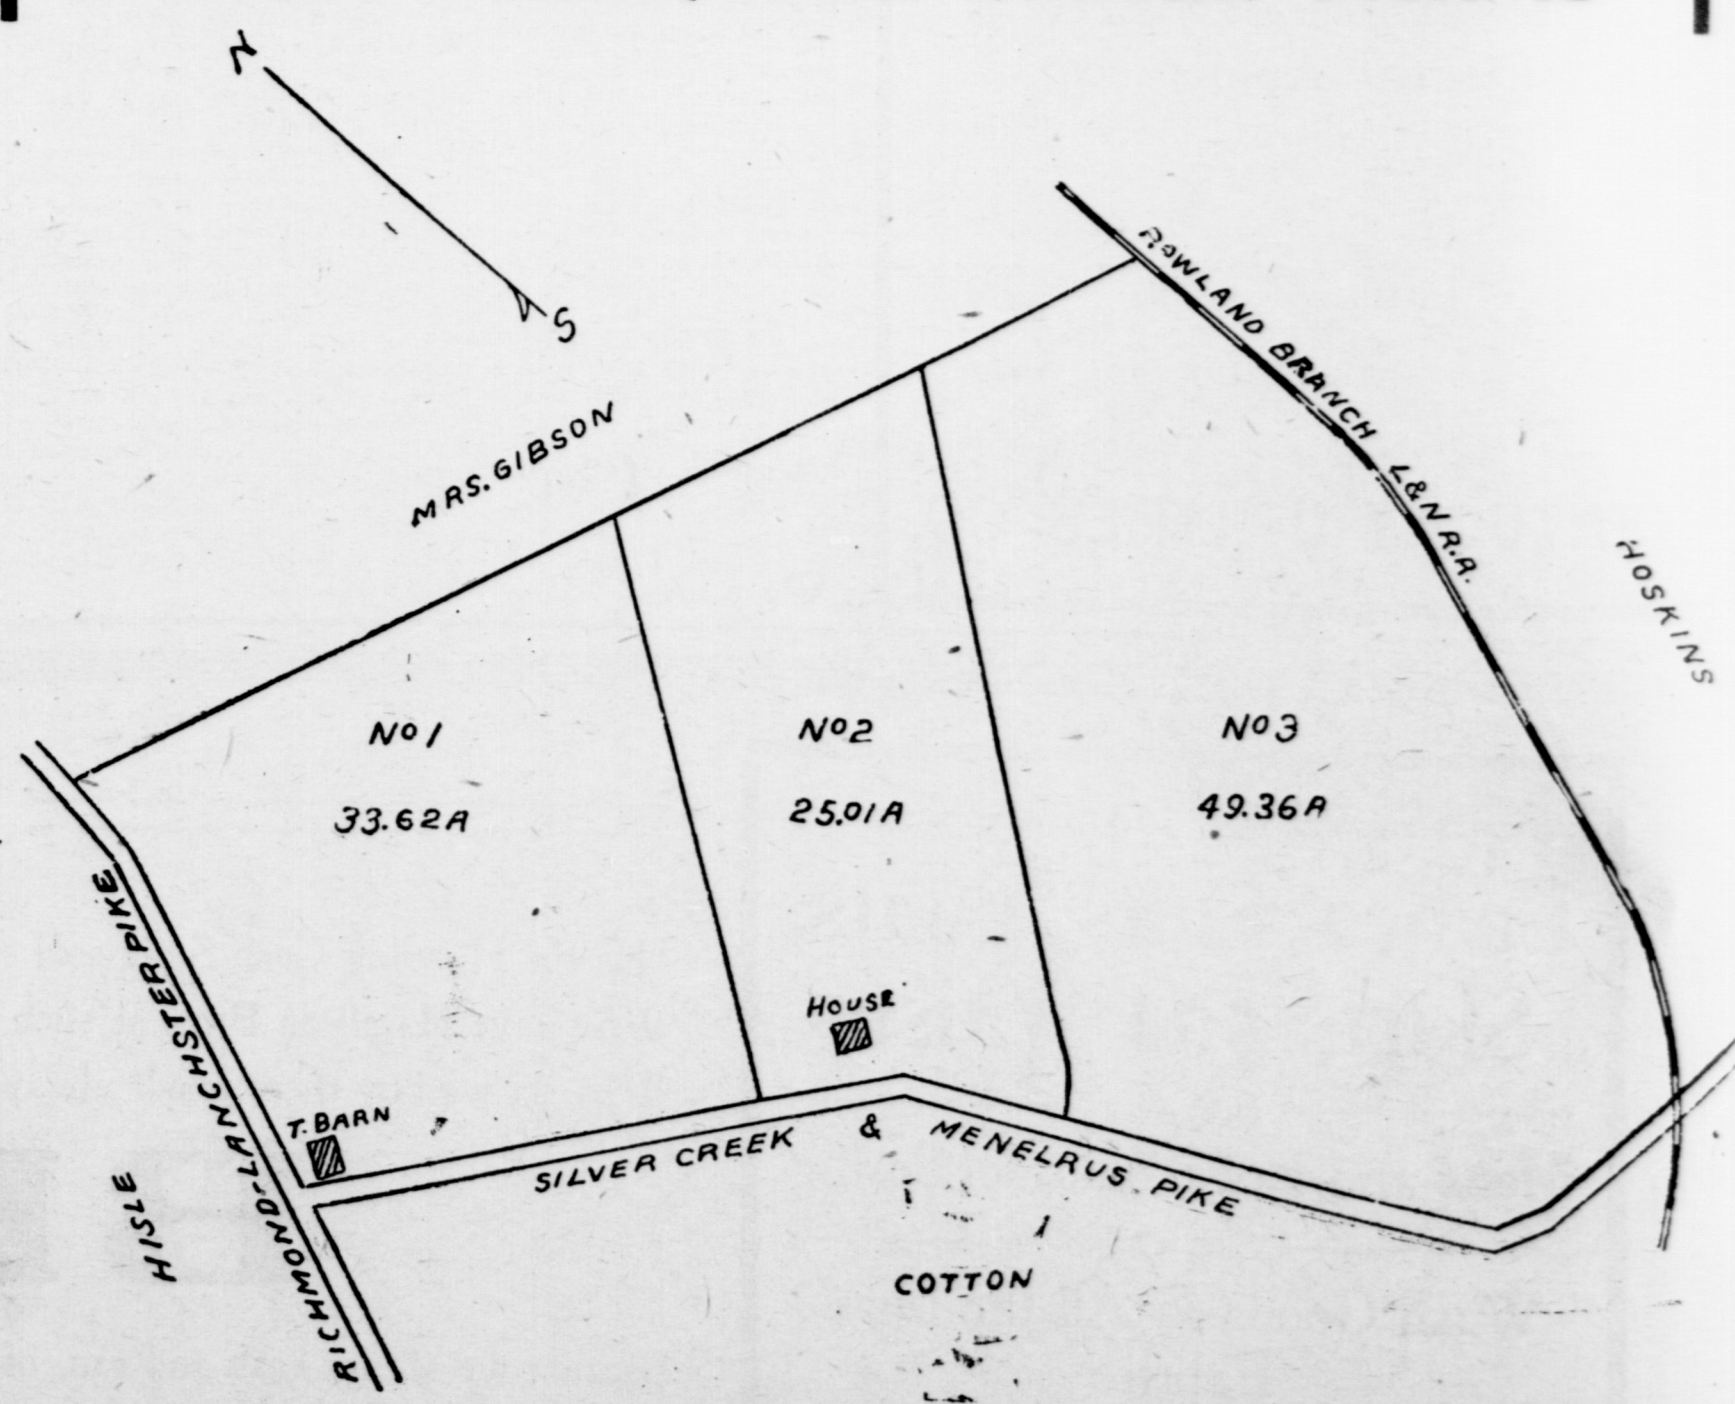 N
S
MRS. GIBSON
ROWLAND BRANCH L&N R.R.
HOSKINS
No 1
33.62A
No 2
25.01A
No 3
49.36A
HOUSE
T. BARN
RICHMOND-LANCHSTER PIKE
SILVER CREEK & MENELRUS PIKE
HISLE
COTTON